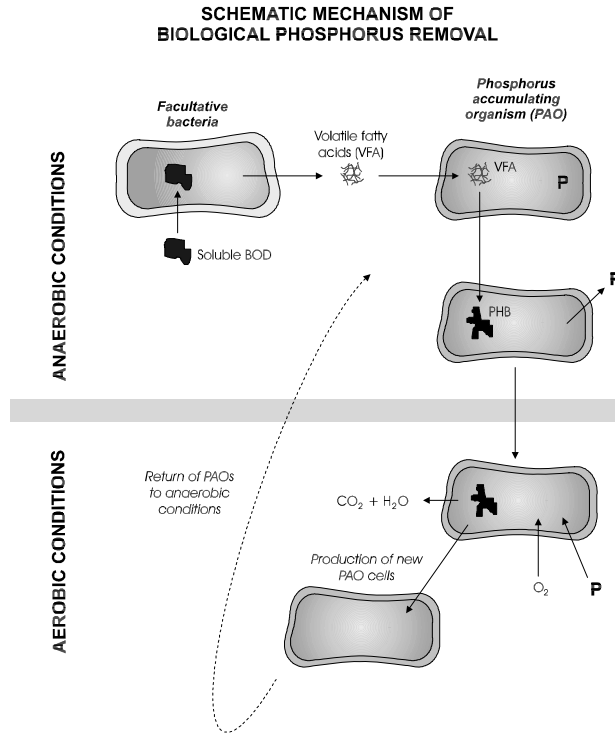 SCHEMATIC MECHANISM OF
BIOLOGICAL PHOSPHORUS REMOVAL
Facultative
bacteria
Volatile fatty
acids (VFA)
Phosphorus
accumulating
organism (PAO)
VFA
P
Soluble BOD
ANAEROBIC CONDITIONS
PHB
P
AEROBIC CONDITIONS
Return of PAOs
to anaerobic
conditions
CO₂ + H₂O
Production of new
PAO cells
O₂
P